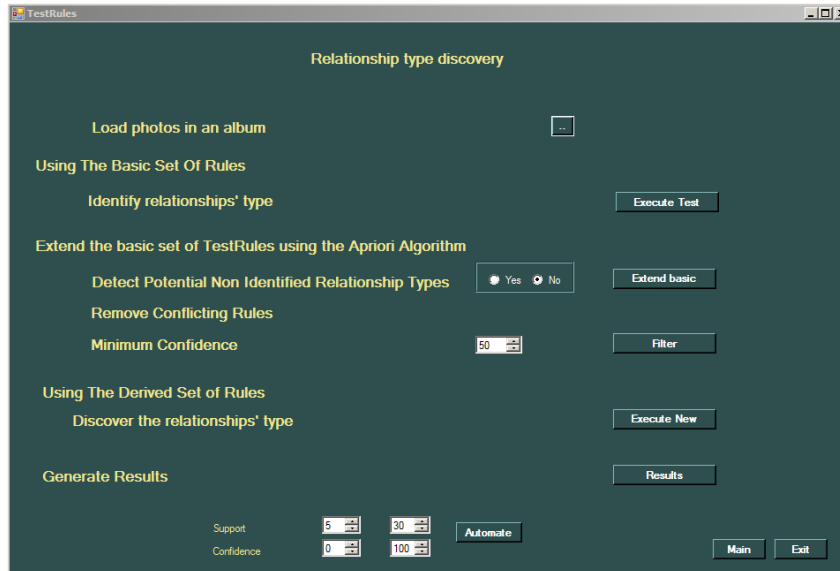 TestRules
Relationship type discovery
Load photos in an album ..
Using The Basic Set Of Rules
Identify relationships' type Execute Test
Extend the basic set of TestRules using the Apriori Algorithm
Detect Potential Non Identified Relationship Types Yes No Extend basic
Remove Conflicting Rules
Minimum Confidence 50 Filter
Using The Derived Set of Rules
Discover the relationships' type Execute New
Generate Results Results
Support 5 30 Automate
Confidence 0 100 Main Exit